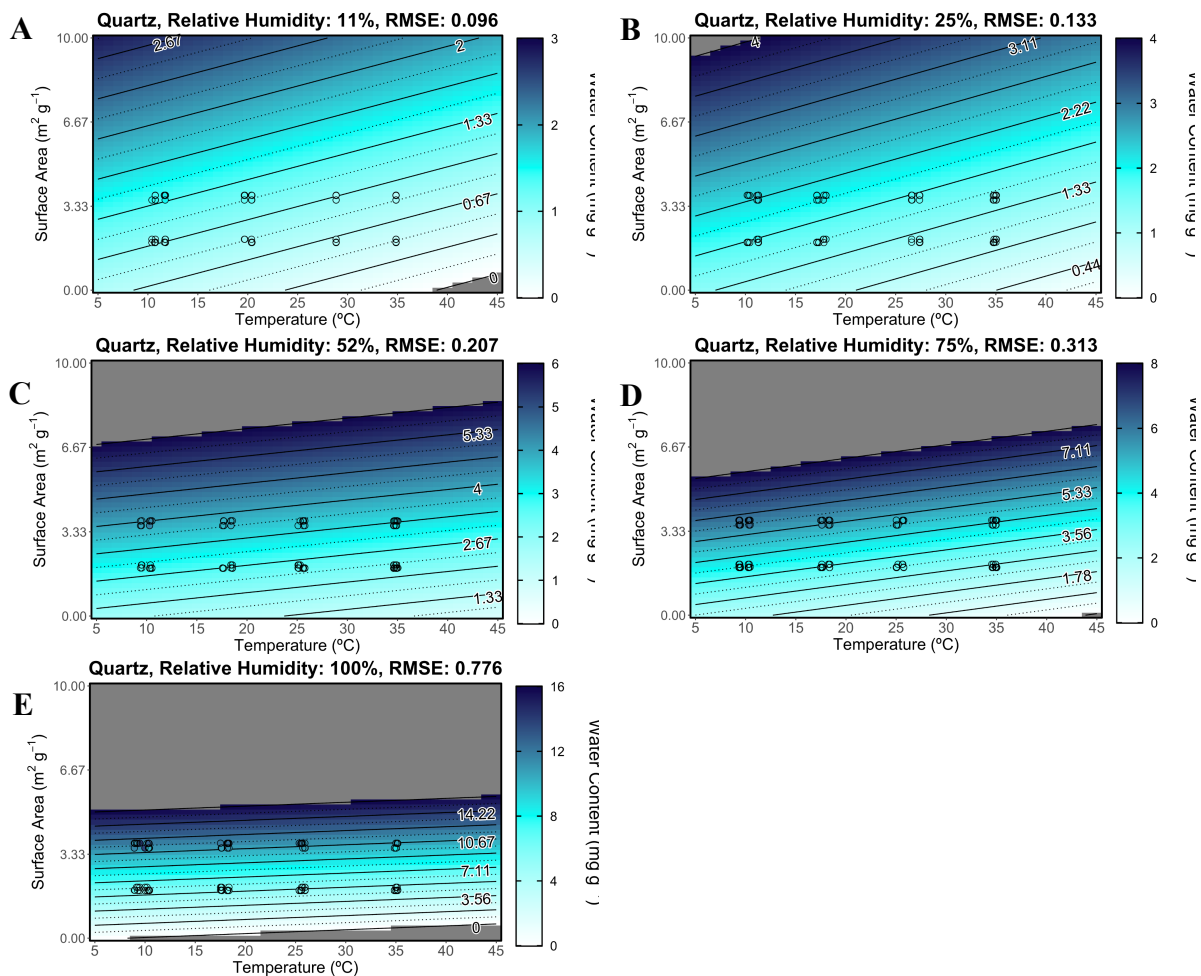 A
Quartz, Relative Humidity: 11%, RMSE: 0.096
10.00
6.67
3.33
0.00
Surface Area (m² g⁻¹)
2.67
2
1.33
0.67
0
5 10 15 20 25 30 35 40 45
Temperature (ºC)
3
2
1
0
B
Quartz, Relative Humidity: 25%, RMSE: 0.133
10.00
6.67
3.33
0.00
Surface Area (m² g⁻¹)
4
3.11
2.22
1.33
0.44
5 10 15 20 25 30 35 40 45
Temperature (ºC)
4
3
2
1
0
C
Quartz, Relative Humidity: 52%, RMSE: 0.207
10.00
6.67
3.33
0.00
Surface Area (m² g⁻¹)
5.33
4
2.67
1.33
5 10 15 20 25 30 35 40 45
Temperature (ºC)
6
5
4
3
2
1
0
D
Quartz, Relative Humidity: 75%, RMSE: 0.313
10.00
6.67
3.33
0.00
Surface Area (m² g⁻¹)
7.11
5.33
3.56
1.78
5 10 15 20 25 30 35 40 45
Temperature (ºC)
8
6
4
2
0
E
Quartz, Relative Humidity: 100%, RMSE: 0.776
10.00
6.67
3.33
0.00
Surface Area (m² g⁻¹)
14.22
10.67
7.11
3.56
0
5 10 15 20 25 30 35 40 45
Temperature (ºC)
16
12
8
4
0
Water Content (mg g )